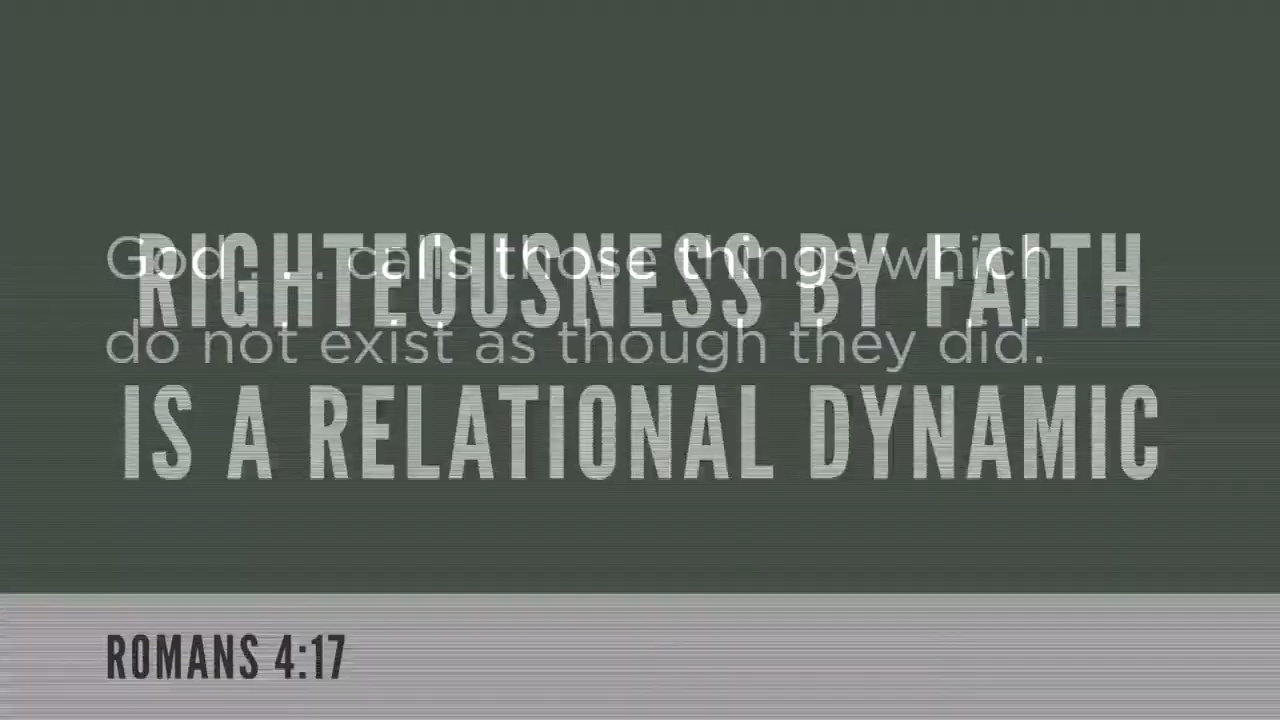 God . . . calls those things which
do not exist as though they did.
RIGHTEOUSNESS BY FAITH
IS A RELATIONAL DYNAMIC
ROMANS 4:17